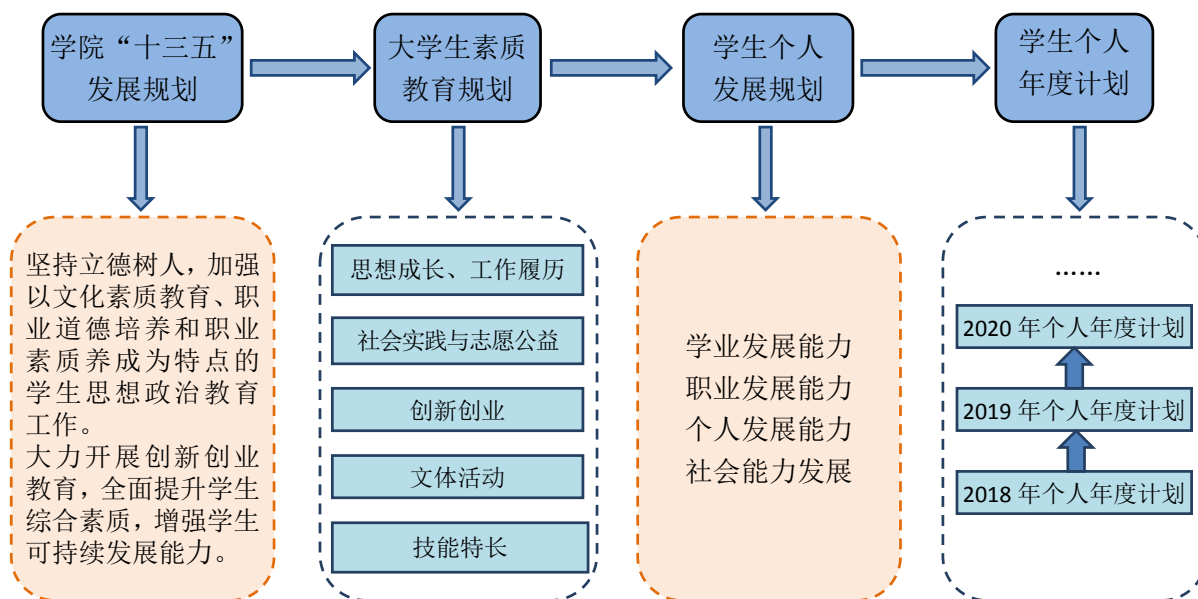 学院“十三五”
发展规划
大学生素质
教育规划
学生个人
发展规划
学生个人
年度计划
坚持立德树人，加强
以文化素质教育、职
业道德培养和职业
素质养成为特点的
学生思想政治教育
工作。
大力开展创新创业
教育，全面提升学生
综合素质，增强学生
可持续发展能力。
思想成长、工作履历
社会实践与志愿公益
创新创业
文体活动
技能特长
学业发展能力
职业发展能力
个人发展能力
社会能力发展
……
2020 年个人年度计划
2019 年个人年度计划
2018 年个人年度计划